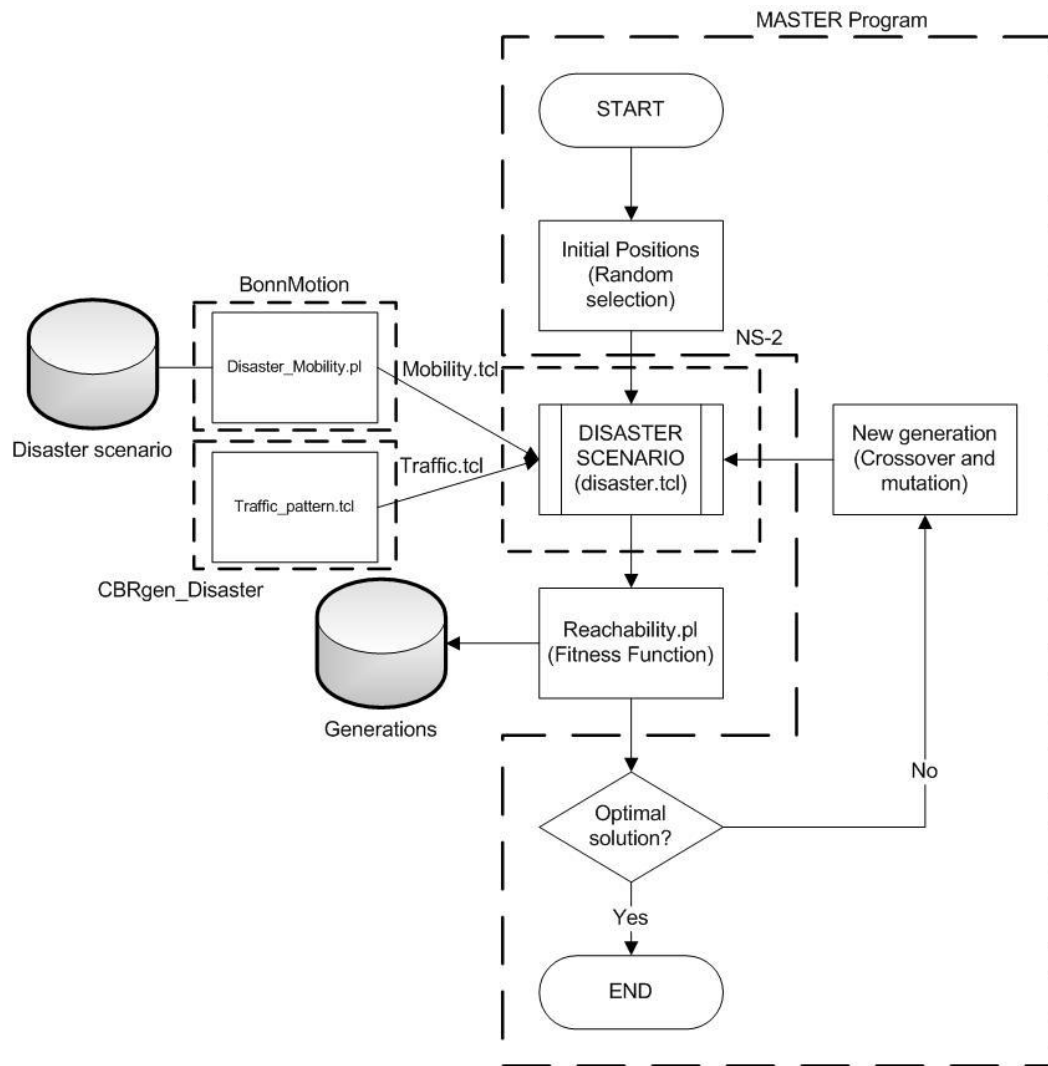 MASTER Program
START
Initial Positions
(Random
selection)
BonnMotion
NS-2
Disaster_Mobility.pl
Mobility.tcl
Disaster scenario
DISASTER
SCENARIO
(disaster.tcl)
New generation
(Crossover and
mutation)
Traffic.tcl
Traffic_pattern.tcl
CBRgen_Disaster
Reachability.pl
(Fitness Function)
Generations
No
Optimal
solution?
Yes
END